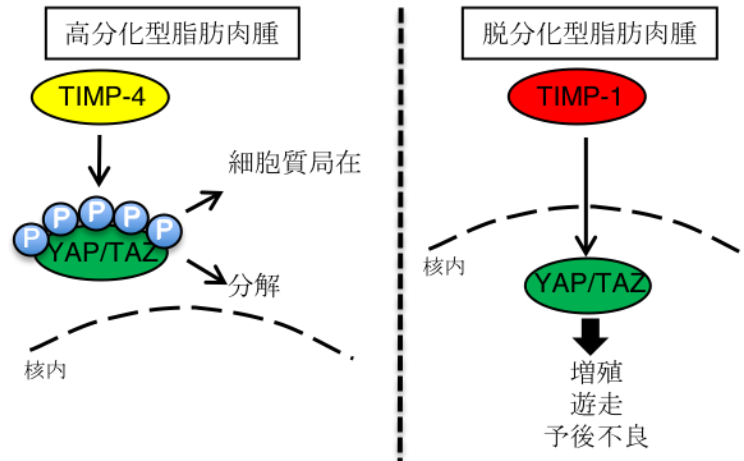 高分化型脂肪肉腫
TIMP-4
細胞質局在
P P P P P
YAP/TAZ
分解
核内
脱分化型脂肪肉腫
TIMP-1
核内
YAP/TAZ
増殖
遊走
予後不良